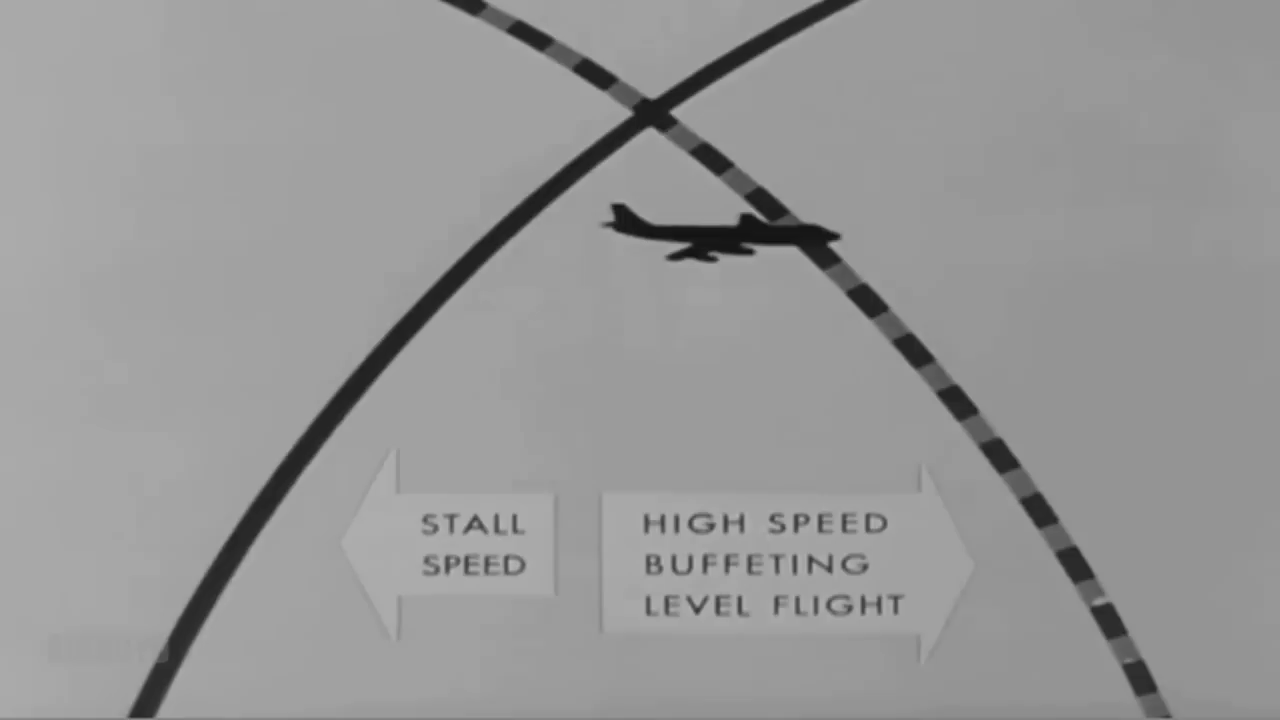 STALL
SPEED
HIGH SPEED
BUFFETING
LEVEL FLIGHT